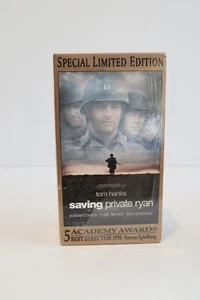 SPECIAL LIMITED EDITION
tom hanks
saving private ryan
edward burns matt damon tom sizemore
5 ACADEMY AWARDS
BEST DIRECTOR 1998 - Steven Spielberg